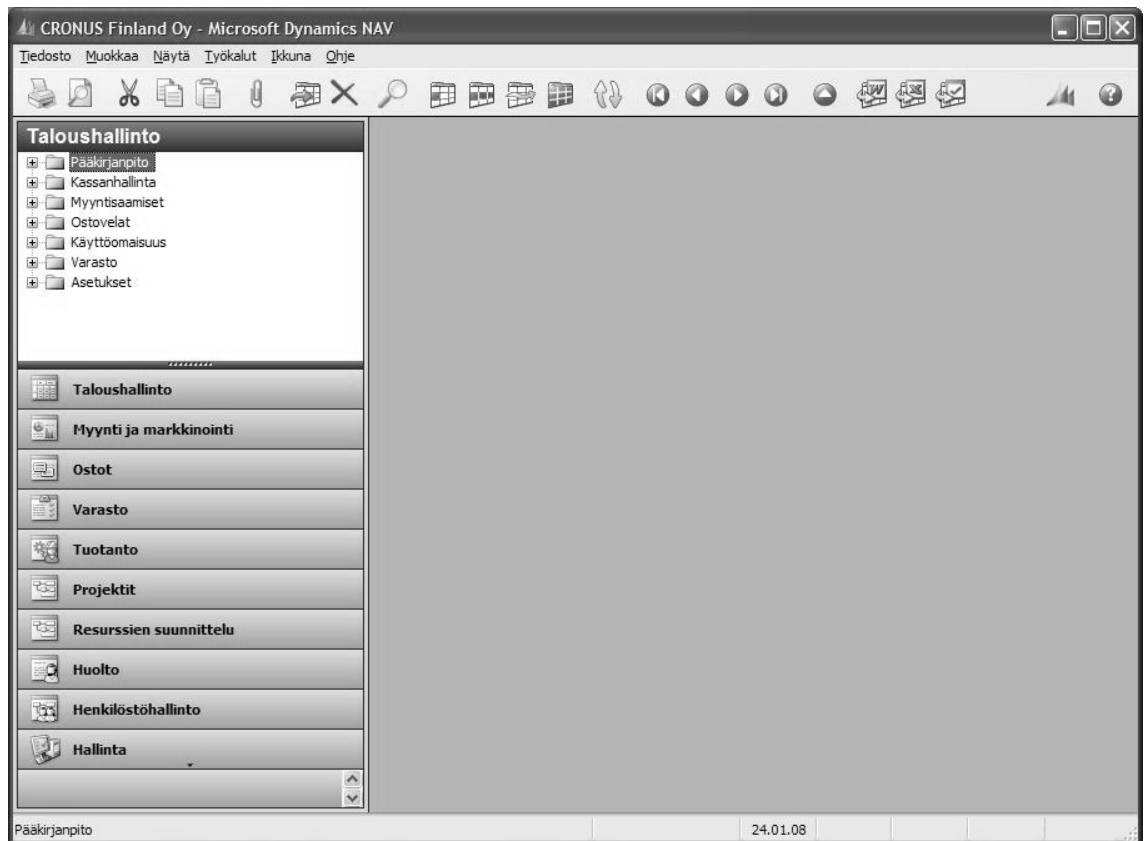 CRONUS Finland Oy - Microsoft Dynamics NAV
Tiedosto Muokkaa Näytä Työkalut Ikkuna Ohje
Taloushallinto
Pääkirjanpito
Kassanhallinta
Myyntisaamiset
Ostovelat
Käyttöomaisuus
Varasto
Asetukset
Taloushallinto
Myynti ja markkinointi
Ostot
Varasto
Tuotanto
Projektit
Resurssien suunnittelu
Huolto
Henkilöstöhallinto
Hallinta
Pääkirjanpito 24.01.08